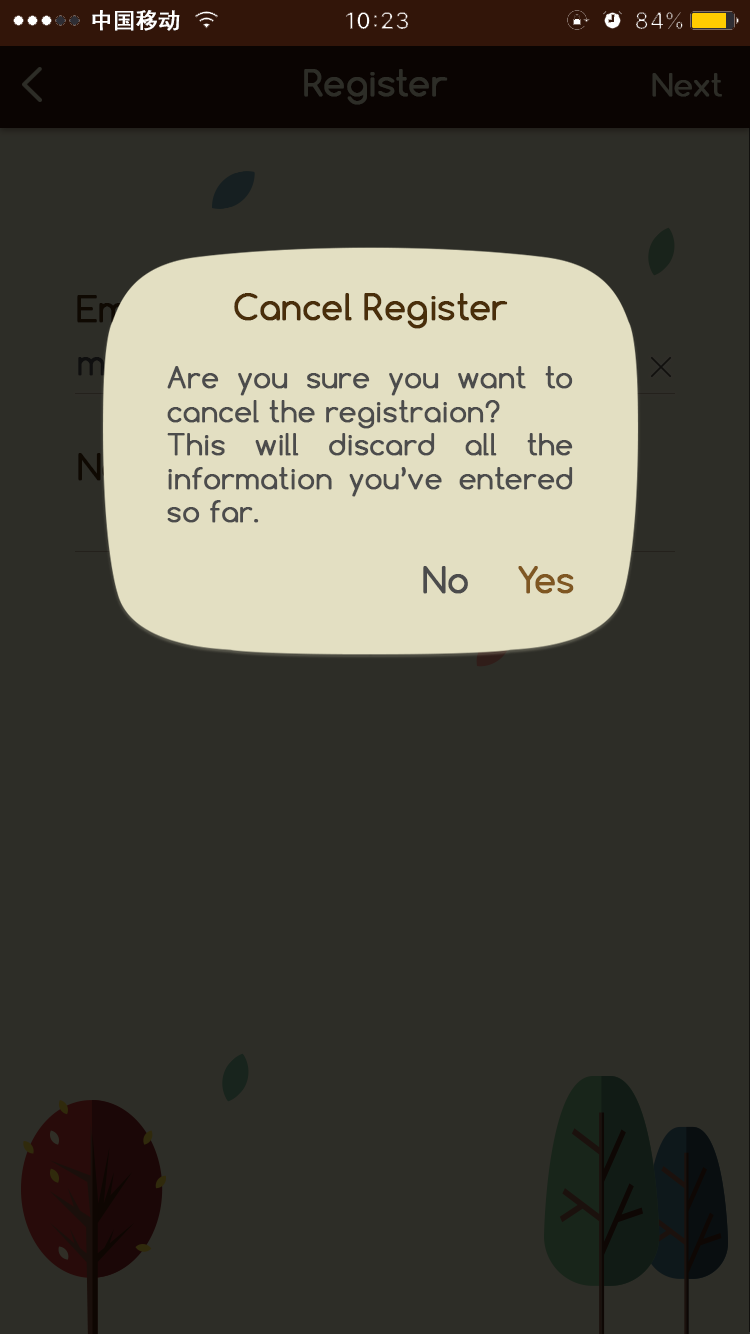 中国移动 10:23 84%
Register Next
Cancel Register
Are you sure you want to
cancel the registraion?
This will discard all the
information you’ve entered
so far.
No Yes